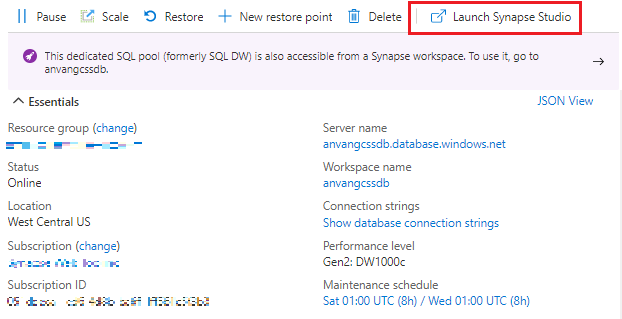 Pause Scale Restore New restore point Delete Launch Synapse Studio
This dedicated SQL pool (formerly SQL DW) is also accessible from a Synapse workspace. To use it, go to
anvangcssdb.
Essentials JSON View
Resource group (change)
Server name
anvangcssdb.database.windows.net
Status
Online
Workspace name
anvangcssdb
Location
West Central US
Connection strings
Show database connection strings
Subscription (change)
Performance level
Gen2: DW1000c
Subscription ID
Maintenance schedule
Sat 01:00 UTC (8h) / Wed 01:00 UTC (8h)